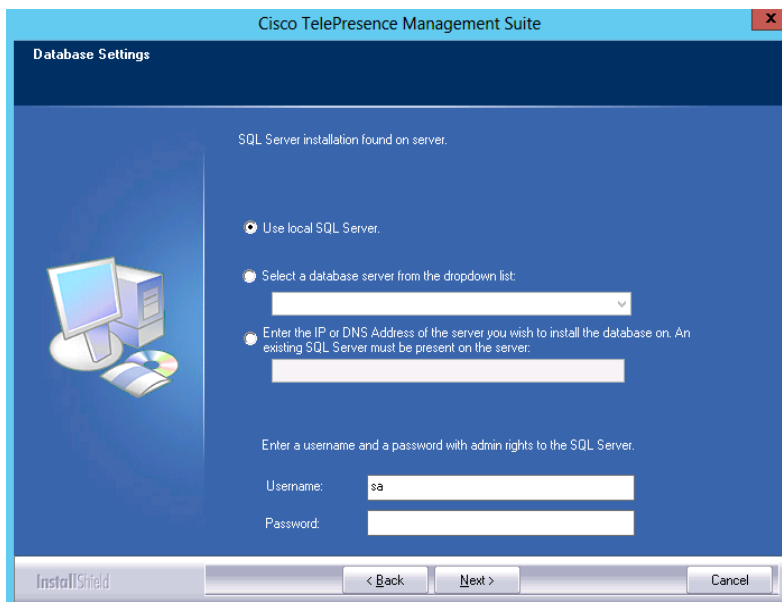 Cisco TelePresence Management Suite
x
Database Settings
SQL Server installation found on server.
Use local SQL Server.
Select a database server from the dropdown list:
Enter the IP or DNS Address of the server you wish to install the database on. An
existing SQL Server must be present on the server:
Enter a username and a password with admin rights to the SQL Server.
Username: sa
Password:
InstallShield
< Back Next > Cancel